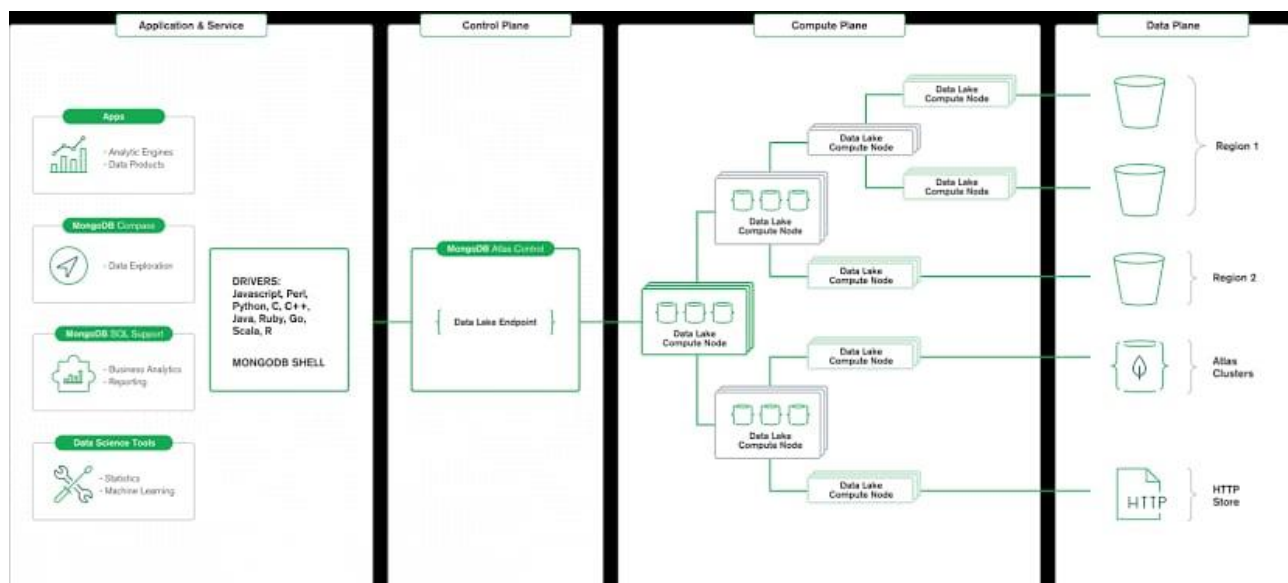 Application & Service
Control Plane
Compute Plane
Data Plane
Apps
- Analytic Engines
- Data Products
MongoDB Compass
- Data Exploration
MongoDB SQL Support
- Business Analytics
- Reporting
Data Science Tools
- Statistics
- Machine Learning
DRIVERS:
Javascript, Perl,
Python, C, C++,
Java, Ruby, Go,
Scala, R
MONGODB SHELL
MongoDB Atlas Control
{ Data Lake Endpoint }
Data Lake
Compute Node
Data Lake
Compute Node
Data Lake
Compute Node
Data Lake
Compute Node
Data Lake
Compute Node
Data Lake
Compute Node
Data Lake
Compute Node
Data Lake
Compute Node
Data Lake
Compute Node
Region 1
Region 2
Atlas
Clusters
HTTP
HTTP
Store